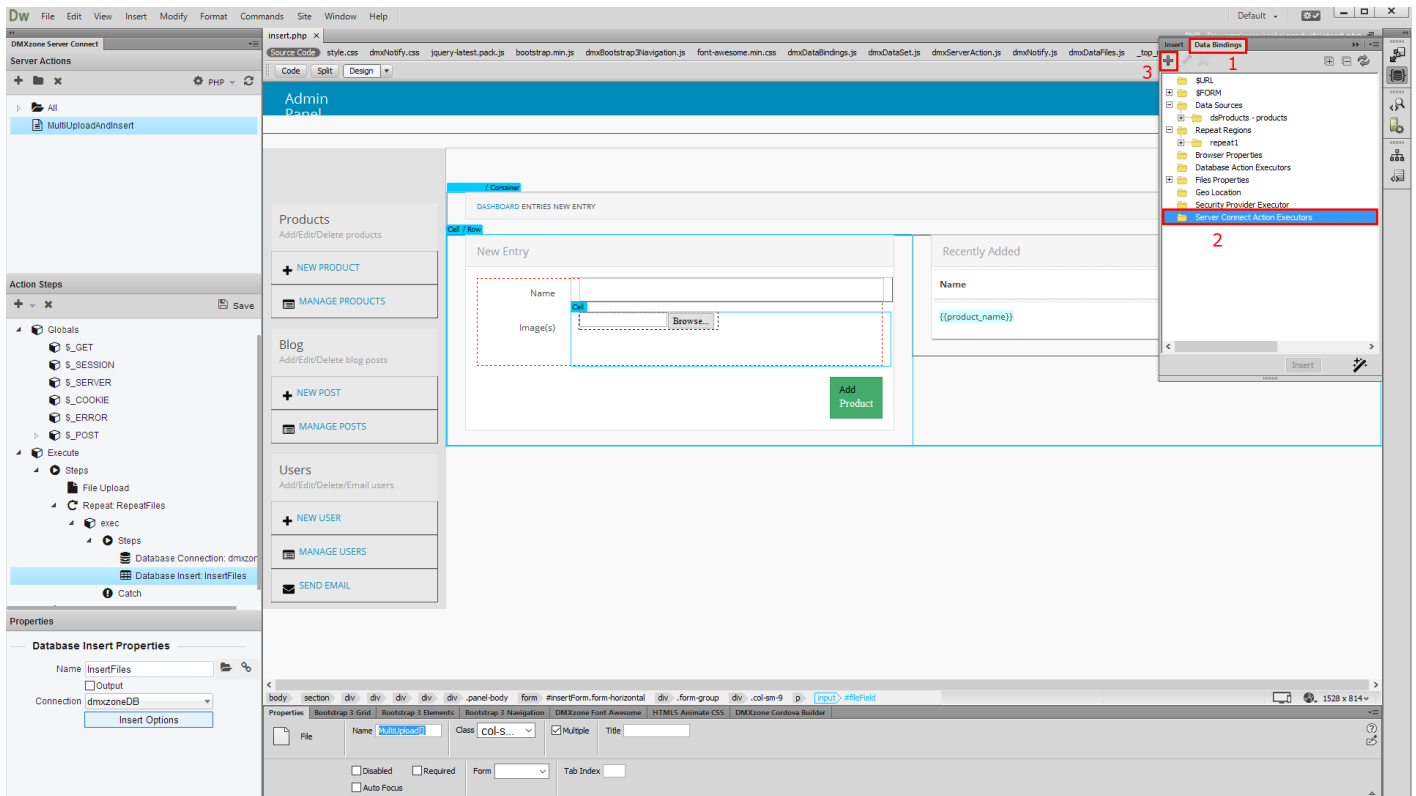 Dw File Edit View Insert Modify Format Commands Site Window Help Default
DMXzone Server Connect
Server Actions
PHP
All
MultiUploadAndInsert
Action Steps
Save
Globals
$_GET
$_SESSION
$_SERVER
$_COOKIE
$_ERROR
$_POST
Execute
Steps
File Upload
Repeat: RepeatFiles
exec
Steps
Database Connection: dmxzon
Database Insert: InsertFiles
Catch
Properties
Database Insert Properties
Name InsertFiles
Output
Connection dmxzoneDB
Insert Options
insert.php
Source Code style.css dmxNotify.css jquery-latest.pack.js bootstrap.min.js dmxBootstrap3Navigation.js font-awesome.min.css dmxDataBindings.js dmxDataSet.js dmxServerAction.js dmxNotify.js dmxDataFiles.js
Code Split Design
Admin
Panel
/ Container
DASHBOARD ENTRIES NEW ENTRY
Cell / Row
Products
Add/Edit/Delete products
NEW PRODUCT
MANAGE PRODUCTS
Blog
Add/Edit/Delete blog posts
NEW POST
MANAGE POSTS
Users
Add/Edit/Delete/Email users
NEW USER
MANAGE USERS
SEND EMAIL
New Entry
Name
Cell
Image(s) Browse...
Add
Product
Recently Added
Name
{{product_name}}
Insert Data Bindings
3 1
$URL
$FORM
Data Sources
dsProducts - products
Repeat Regions
repeat1
Browser Properties
Database Action Executors
Files Properties
Geo Location
Security Provider Executor
Server Connect Action Executors
2
Insert
body section div div div div div .panel-body form #insertForm.form-horizontal div .form-group div .col-sm-9 p input #fileField 1528 x 814
Properties Bootstrap 3 Grid Bootstrap 3 Elements Bootstrap 3 Navigation DMXzone Font Awesome HTML5 Animate CSS DMXzone Cordova Builder
File Name MultiUpload[] Class col-s... Multiple Title
Disabled Required Form Tab Index
Auto Focus